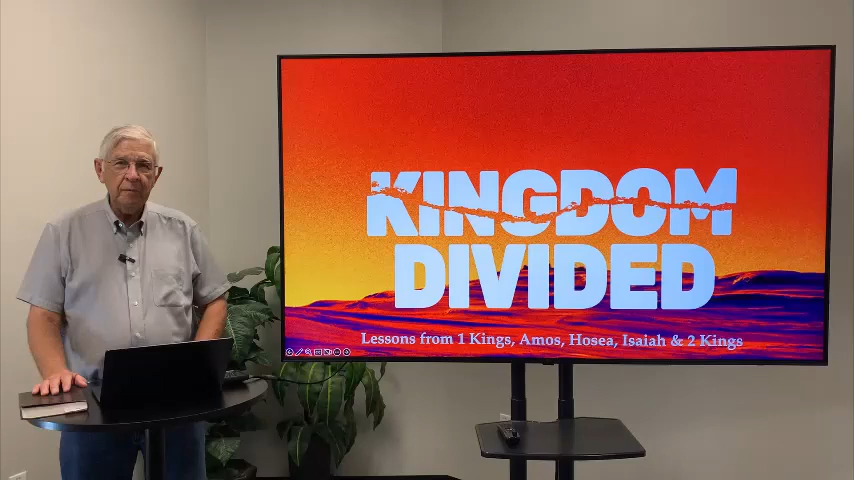 KINGDOM
DIVIDED
Lessons from 1 Kings, Amos, Hosea, Isaiah & 2 Kings